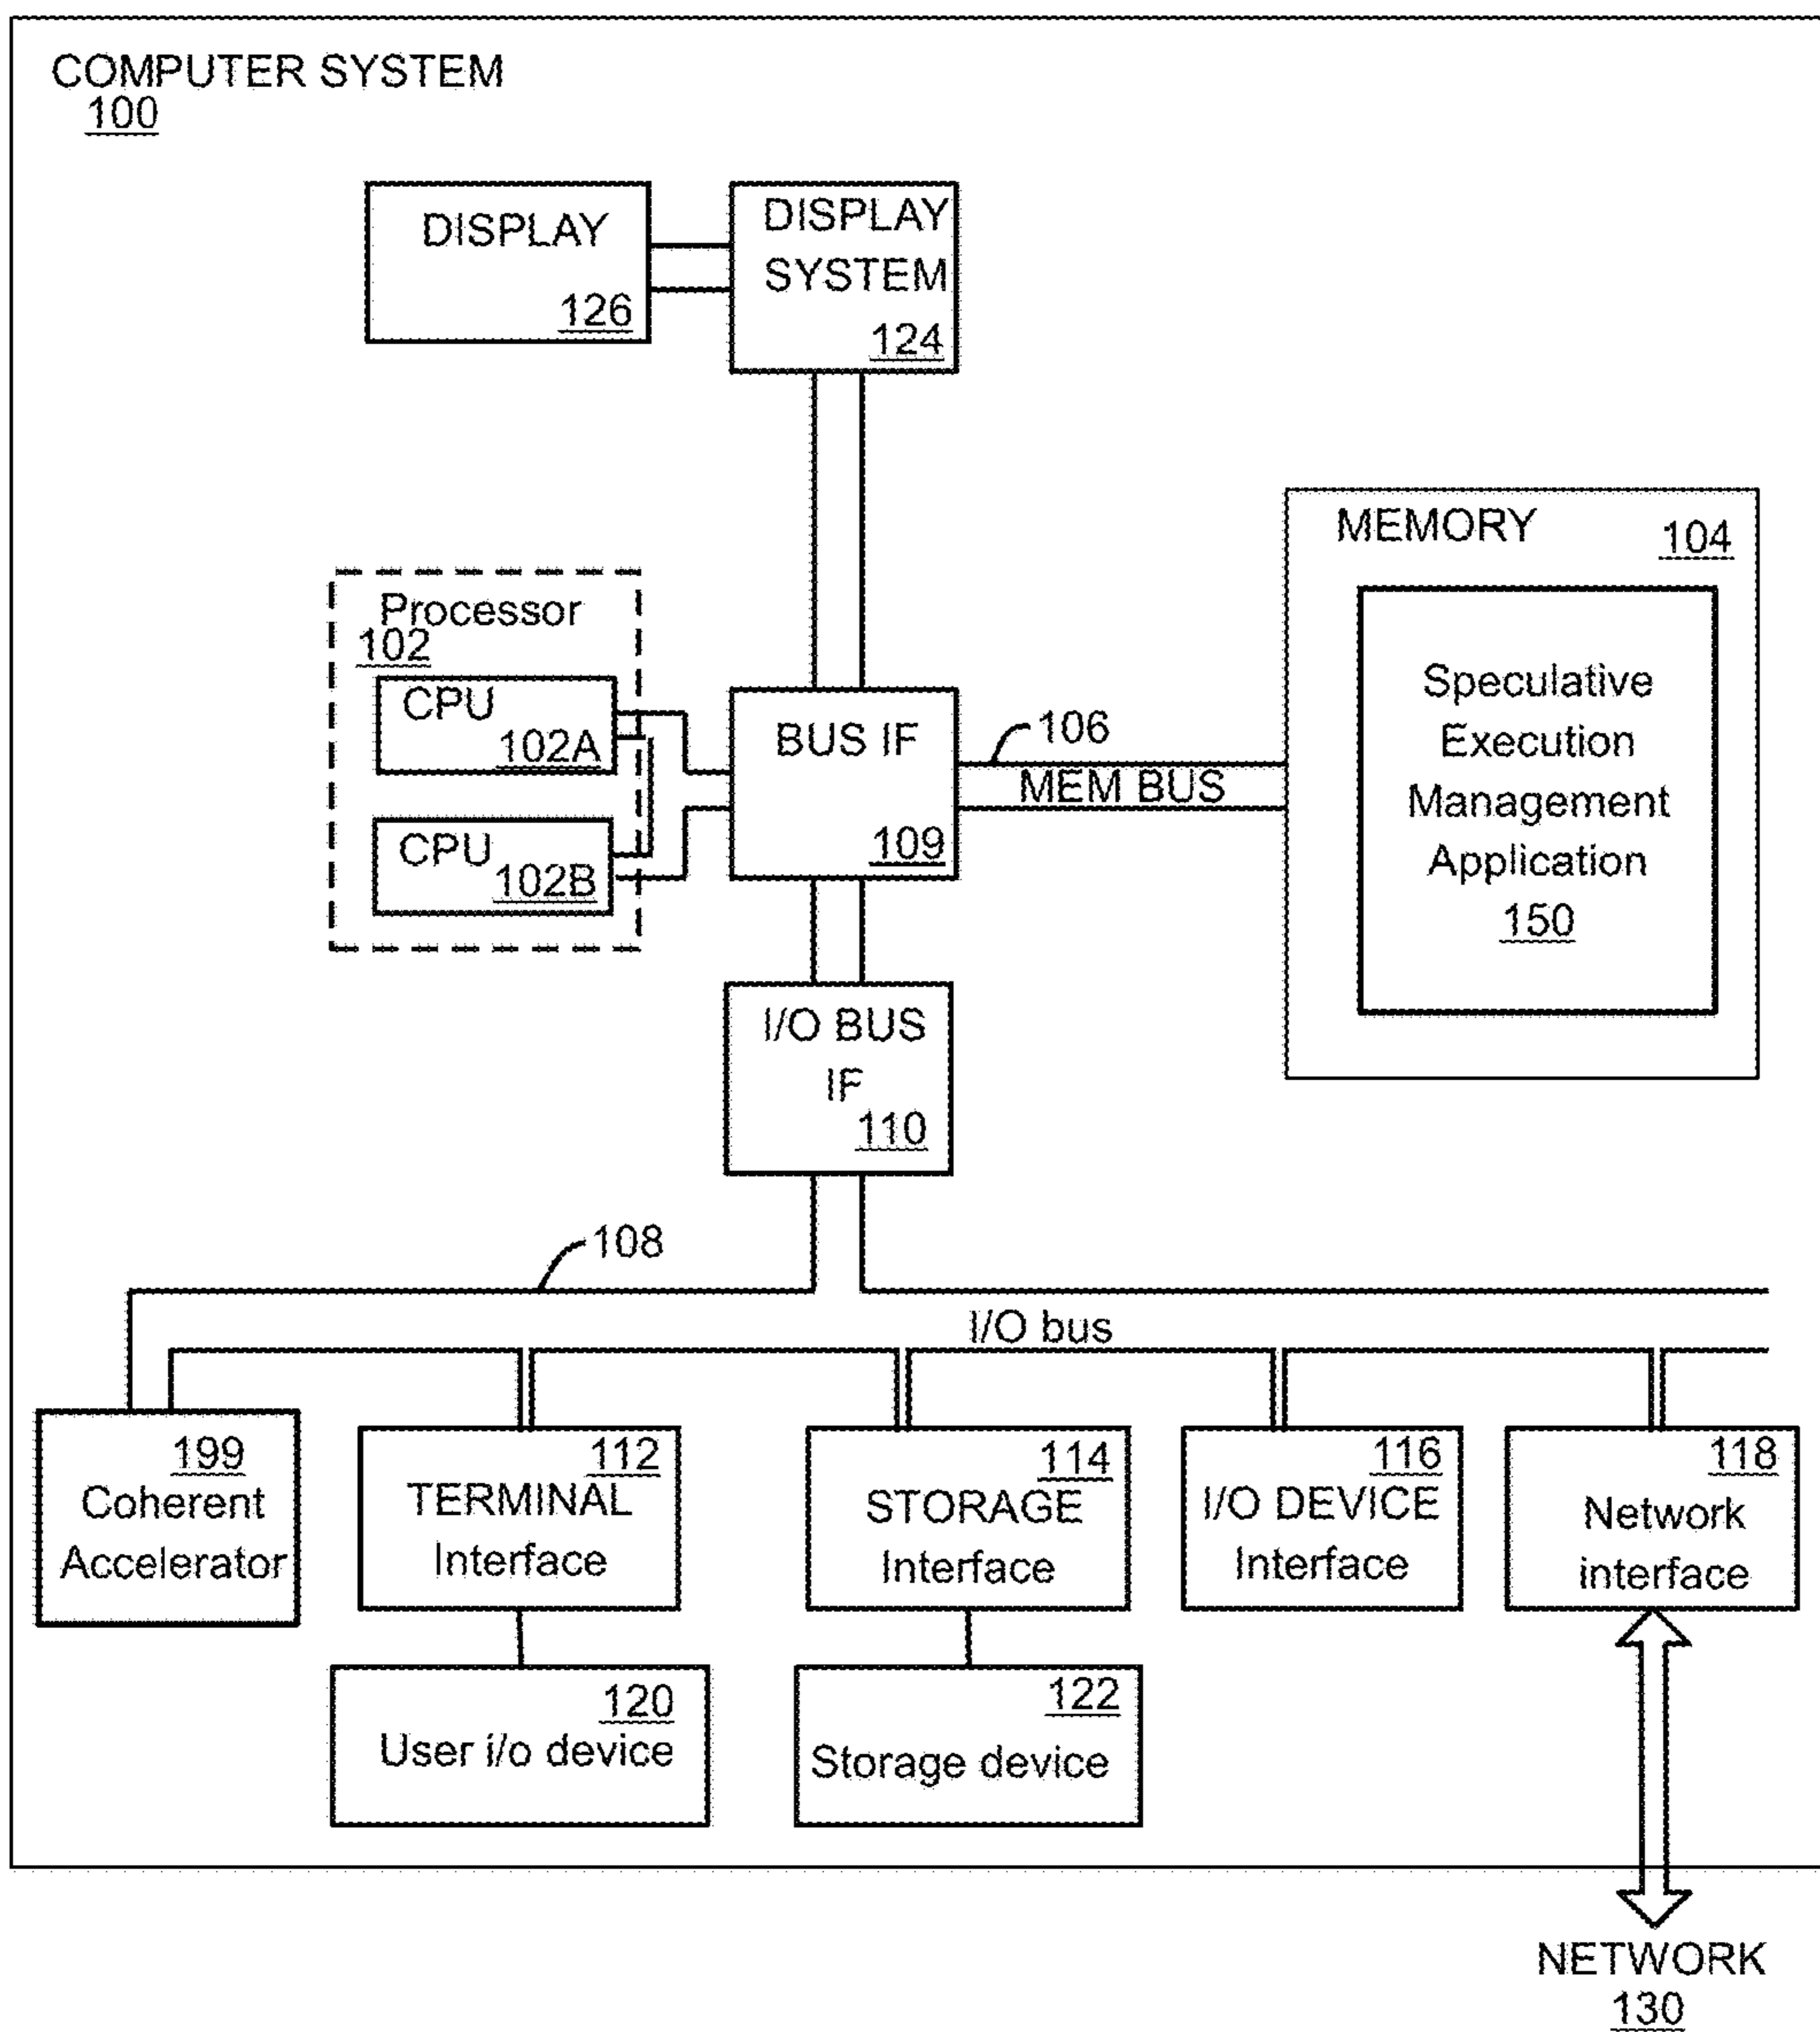 COMPUTER SYSTEM
100
DISPLAY
126
DISPLAY
SYSTEM
124
MEMORY
104
Speculative
Execution
Management
Application
150
Processor
102
CPU
102A
CPU
102B
BUS IF
109
106
MEM BUS
I/O BUS
IF
110
108
I/O bus
199
Coherent
Accelerator
112
TERMINAL
Interface
114
STORAGE
Interface
116
I/O DEVICE
Interface
118
Network
interface
120
User i/o device
122
Storage device
NETWORK
130